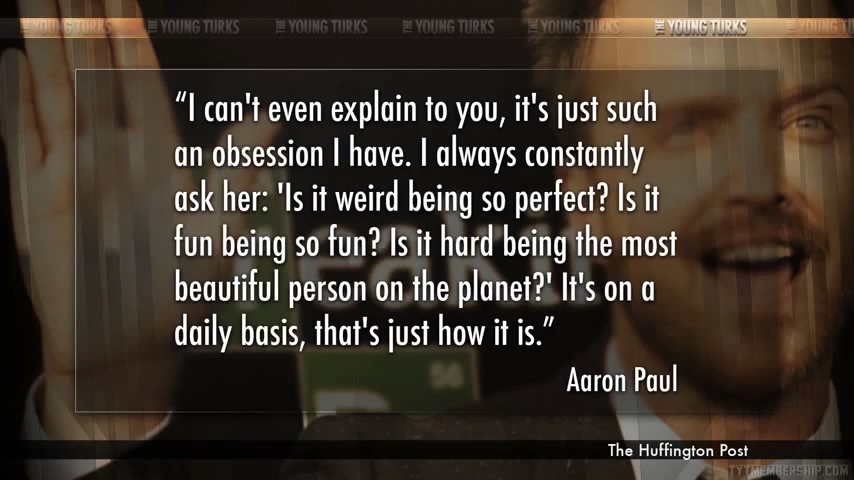 THE YOUNG TURKS THE YOUNG TURKS THE YOUNG TURKS THE YOUNG TURKS THE YOUNG TURKS THE YOUNG TURKS
“I can't even explain to you, it's just such
an obsession I have. I always constantly
ask her: 'Is it weird being so perfect? Is it
fun being so fun? Is it hard being the most
beautiful person on the planet?' It's on a
daily basis, that's just how it is.”
Aaron Paul
56
The Huffington Post
TYTMEMBERSHIP.COM